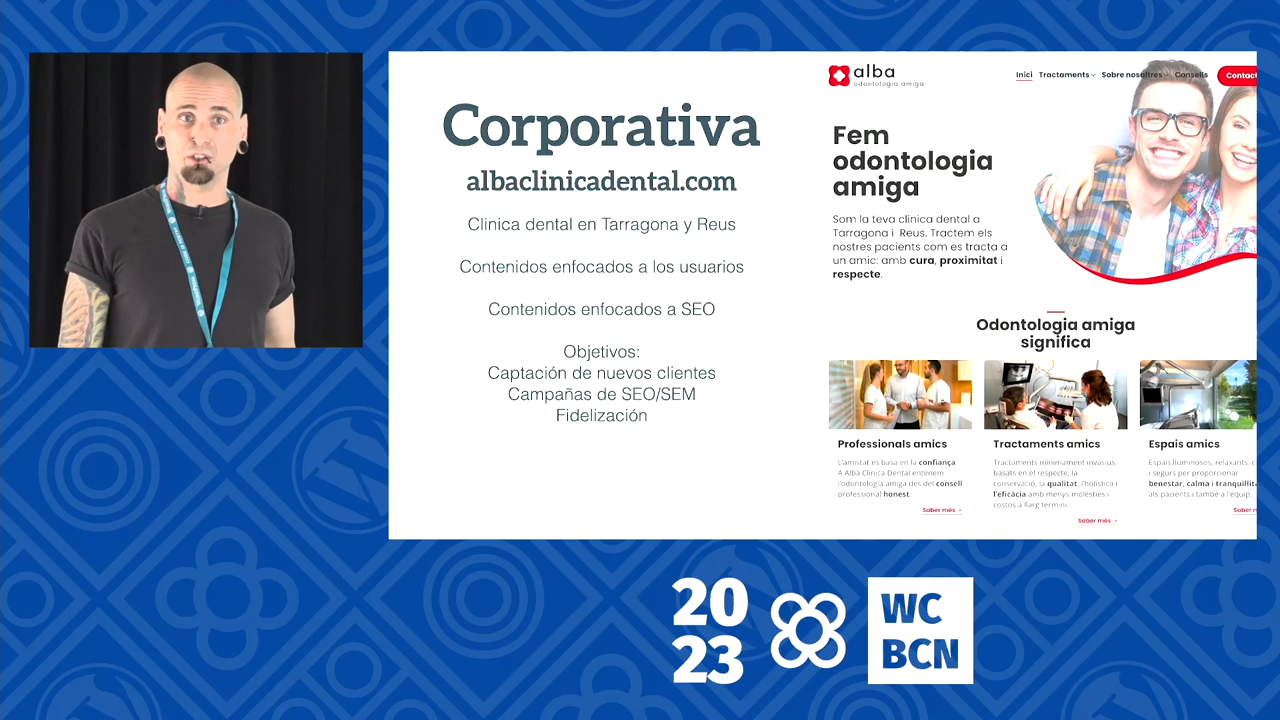 Corporativa
albaclinicadental.com
Clinica dental en Tarragona y Reus
Contenidos enfocados a los usuarios
Contenidos enfocados a SEO
Objetivos:
Captación de nuevos clientes
Campañas de SEO/SEM
Fidelización
alba
odontologia amiga
Inici Tractaments Sobre nosaltres Consells Contact
Fem
odontologia
amiga
Som la teva clínica dental a
Tarragona i Reus. Tractem els
nostres pacients com es tracta a
un amic: amb cura, proximitat i
respecte.
Odontologia amiga
significa
Professionals amics
L'amistat es basa en la confiança
A Alba Clínica Dental entenem
l'odontologia amiga des del consell
professional honest.
Saber més
Tractaments amics
Tractaments mínimament invasius
basats en el respecte, la
conservació, la qualitat, l'holística i
l'eficàcia amb menys molèsties i
costos a llarg termini.
Saber més
Espais amics
Espais lluminosos, relaxants, c
i segurs per proporcionar
benestar, calma i tranquil·lit
als pacients i també a l'equip.
Saber m
20
23
WC
BCN